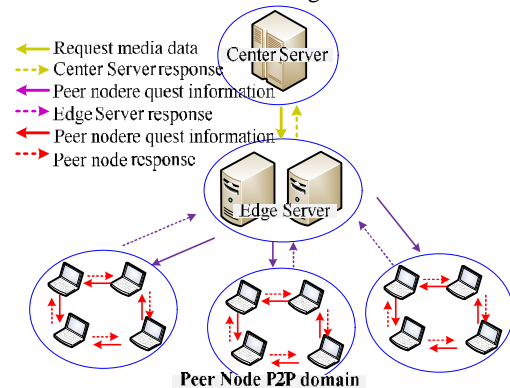 Request media data
Center Server response
Peer nodere quest information
Edge Server response
Peer nodere quest information
Peer node response
Center Server
Edge Server
Peer Node P2P domain